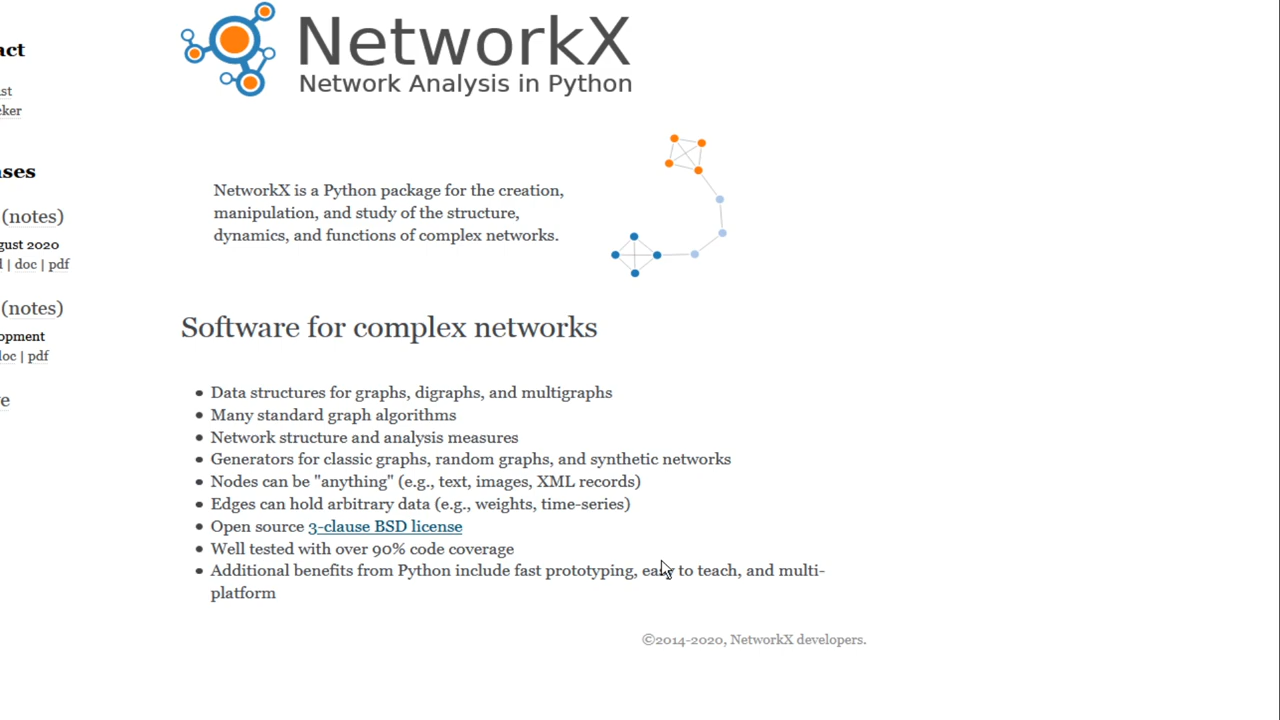 NetworkX
Network Analysis in Python
NetworkX is a Python package for the creation,
manipulation, and study of the structure,
dynamics, and functions of complex networks.
(notes)
2020
| doc | pdf
(notes)
| pdf
Software for complex networks
Data structures for graphs, digraphs, and multigraphs
Many standard graph algorithms
Network structure and analysis measures
Generators for classic graphs, random graphs, and synthetic networks
Nodes can be "anything" (e.g., text, images, XML records)
Edges can hold arbitrary data (e.g., weights, time-series)
Open source 3-clause BSD license
Well tested with over 90% code coverage
Additional benefits from Python include fast prototyping, easy to teach, and multi-
platform
©2014-2020, NetworkX developers.